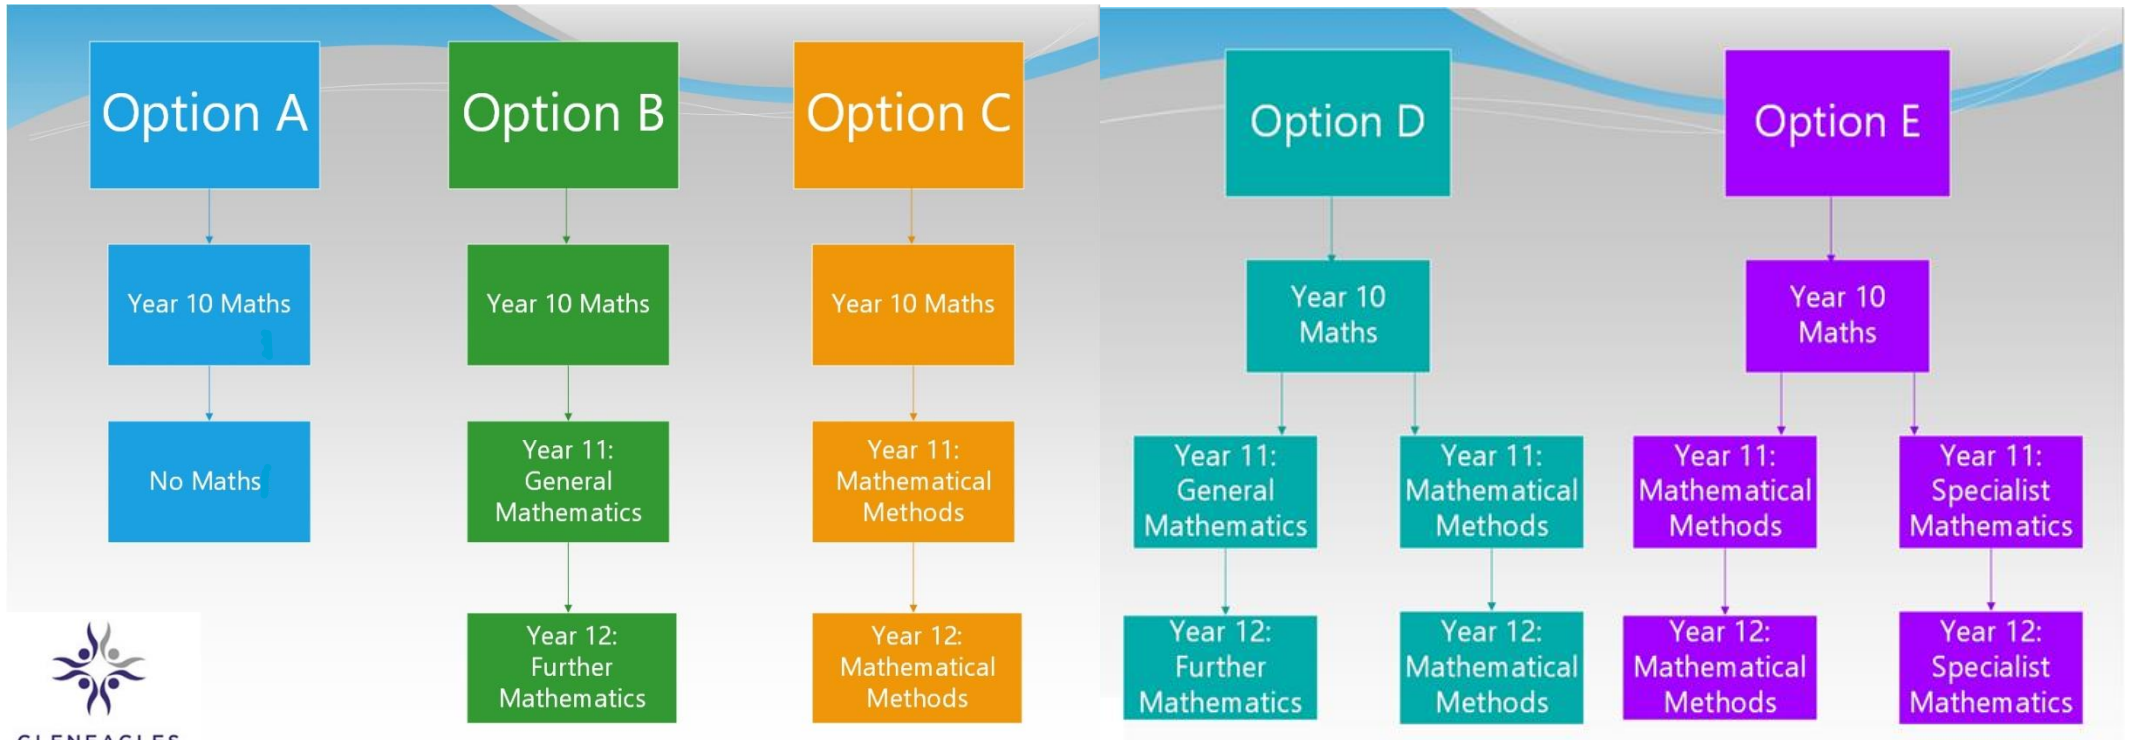 Option A
Year 10 Maths
No Maths
Option B
Year 10 Maths
Year 11:
General
Mathematics
Year 12:
Further
Mathematics
Option C
Year 10 Maths
Year 11:
Mathematical
Methods
Year 12:
Mathematical
Methods
Option D
Year 10
Maths
Year 11:
General
Mathematics
Year 12:
Further
Mathematics
Year 11:
Mathematical
Methods
Year 12:
Mathematical
Methods
Option E
Year 10
Maths
Year 11:
Mathematical
Methods
Year 12:
Mathematical
Methods
Year 11:
Specialist
Mathematics
Year 12:
Specialist
Mathematics
GLENEAGLES